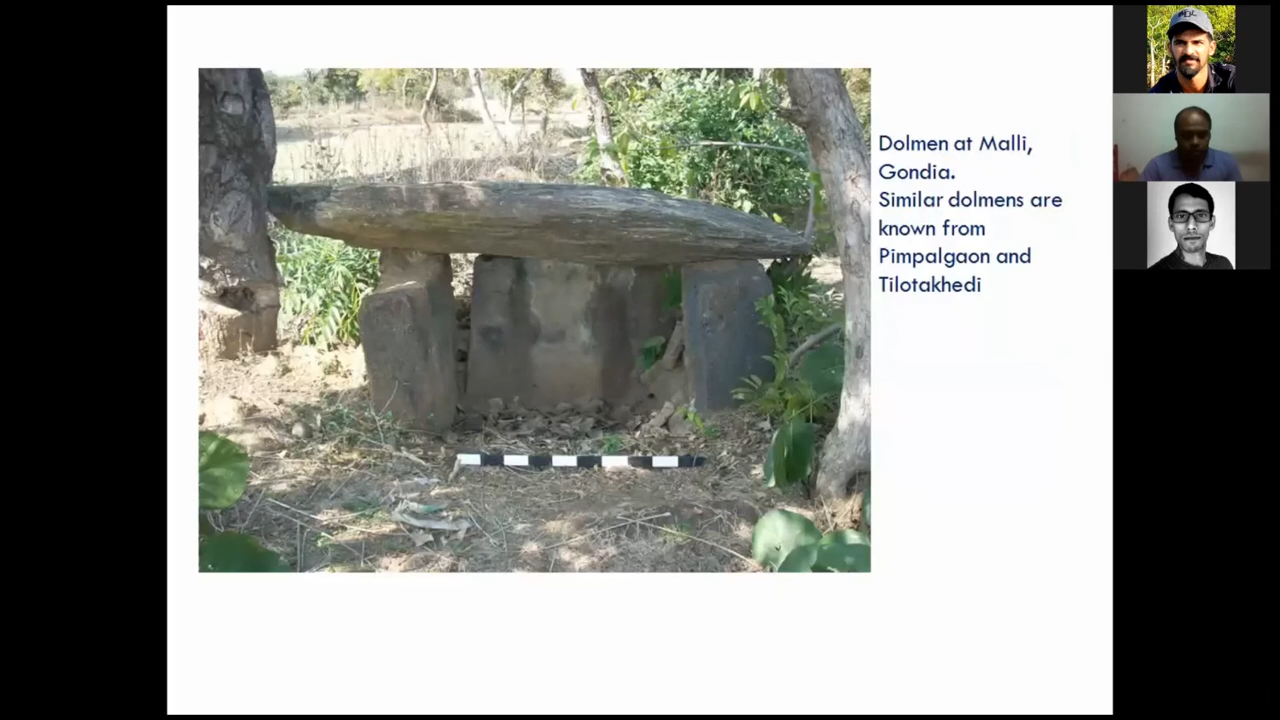 Dolmen at Malli,
Gondia.
Similar dolmens are
known from
Pimpalgaon and
Tilotakhedi